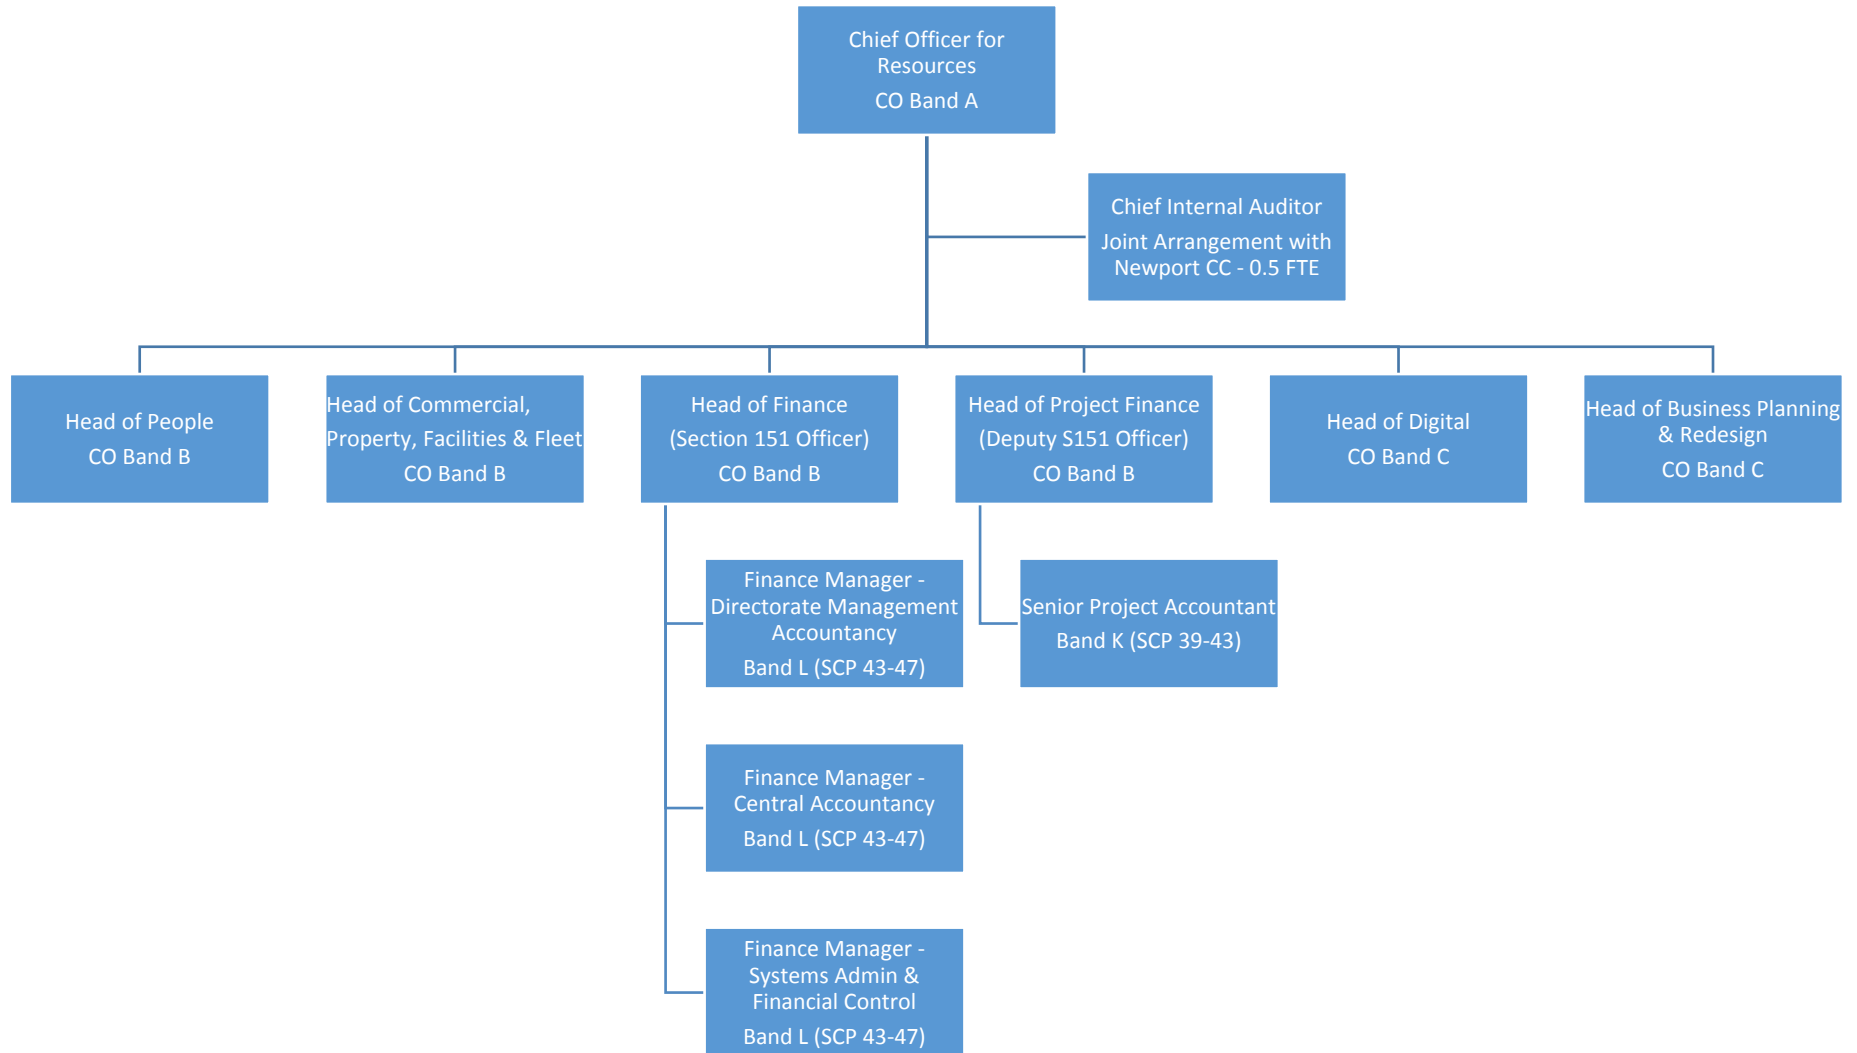 Chief Officer for
Resources
CO Band A
Chief Internal Auditor
Joint Arrangement with
Newport CC - 0.5 FTE
Head of People
CO Band B
Head of Commercial,
Property, Facilities & Fleet
CO Band B
Head of Finance
(Section 151 Officer)
CO Band B
Head of Project Finance
(Deputy S151 Officer)
CO Band B
Head of Digital
CO Band C
Head of Business Planning
& Redesign
CO Band C
Finance Manager -
Directorate Management
Accountancy
Band L (SCP 43-47)
Senior Project Accountant
Band K (SCP 39-43)
Finance Manager -
Central Accountancy
Band L (SCP 43-47)
Finance Manager -
Systems Admin &
Financial Control
Band L (SCP 43-47)